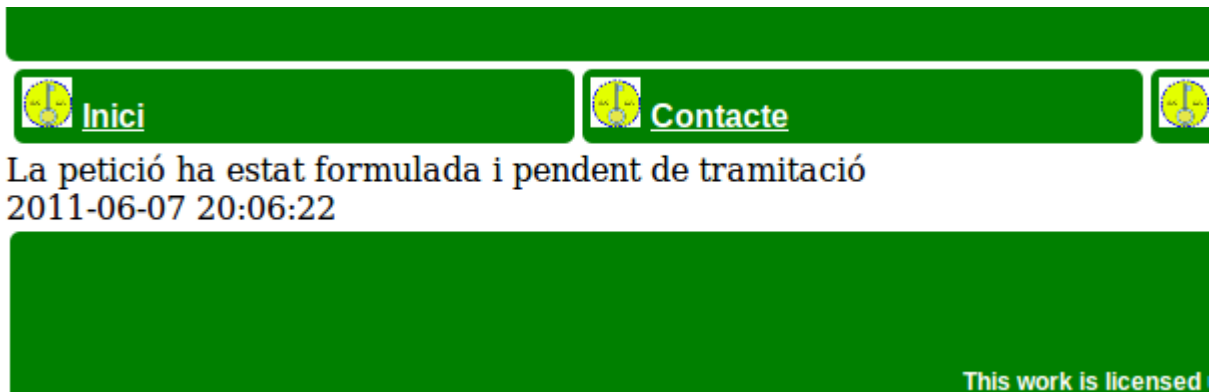 Inici
Contacte
La petició ha estat formulada i pendent de tramitació
2011-06-07 20:06:22
This work is licensed